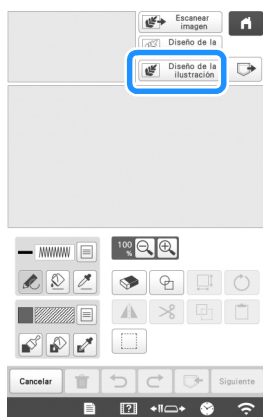 Escanear
imagen
Diseño de la
Diseño de la
ilustración
100
%
Cancelar
Siguiente